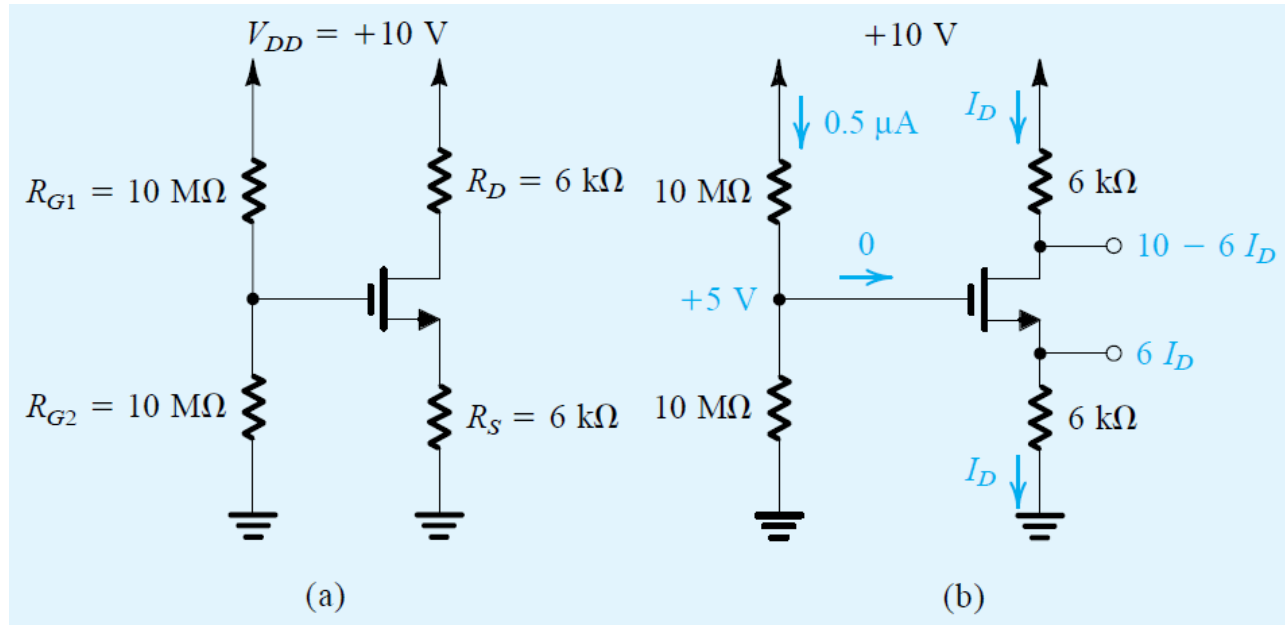 V_DD = +10 V
R_G1 = 10 MΩ
R_D = 6 kΩ
R_G2 = 10 MΩ
R_S = 6 kΩ
(a)
+10 V
0.5 µA
I_D
10 MΩ
6 kΩ
0
10 − 6 I_D
+5 V
6 I_D
10 MΩ
6 kΩ
I_D
(b)